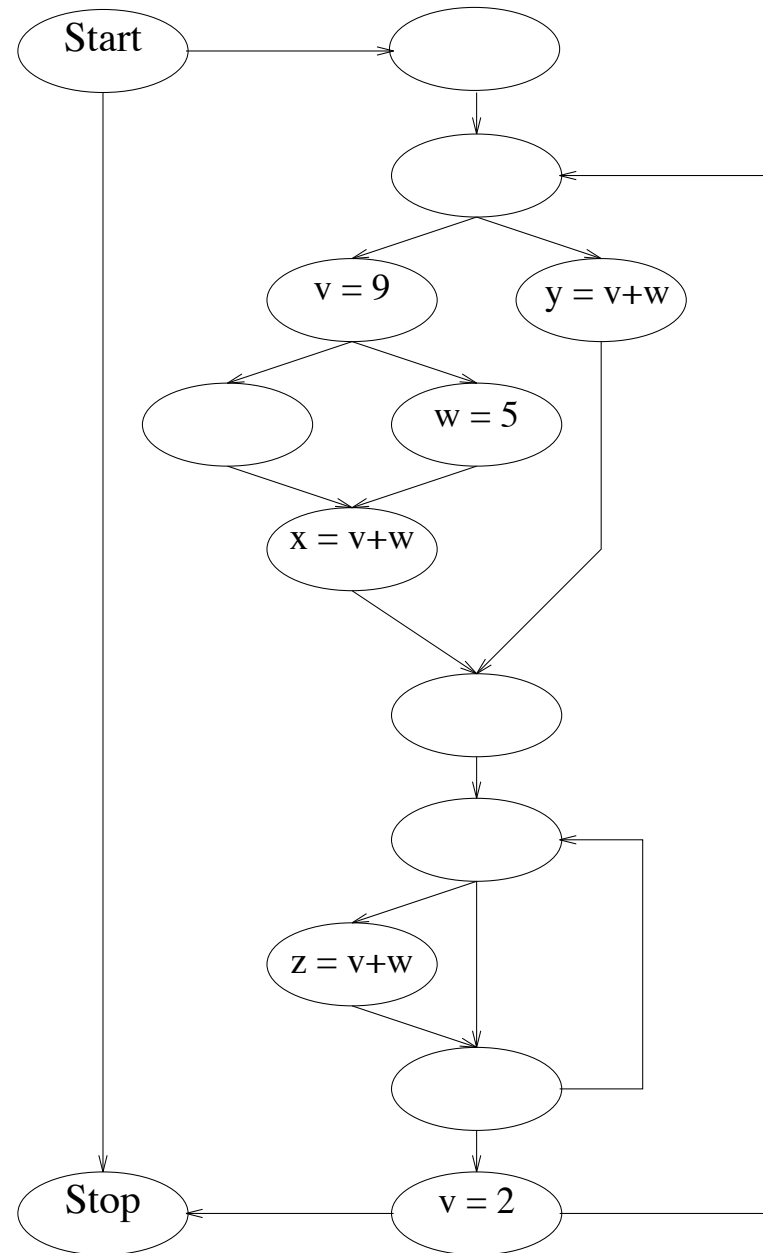 Start
v = 9
y = v+w
w = 5
x = v+w
z = v+w
Stop
v = 2